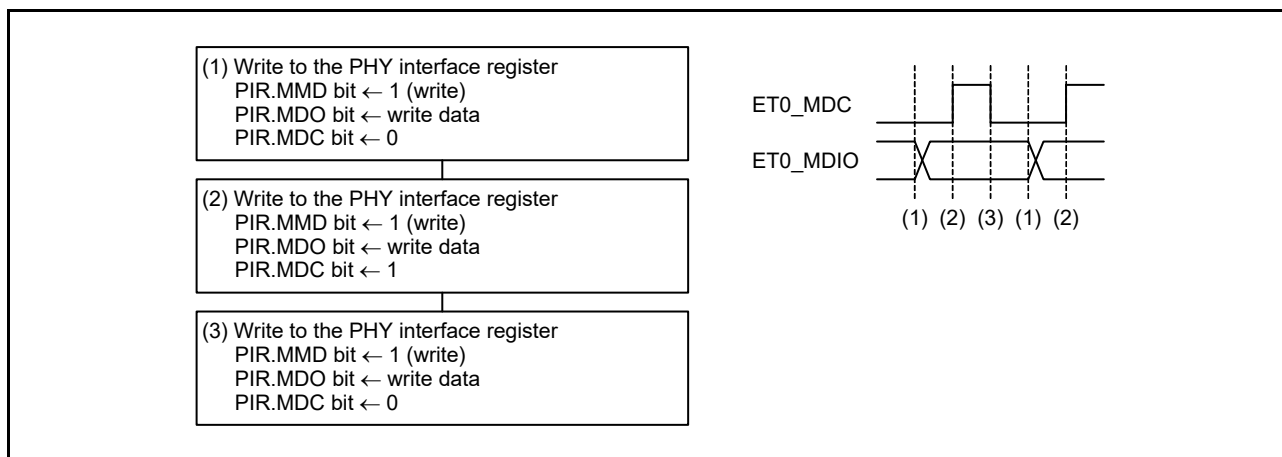 (1) Write to the PHY interface register
PIR.MMD bit ← 1 (write)
PIR.MDO bit ← write data
PIR.MDC bit ← 0
(2) Write to the PHY interface register
PIR.MMD bit ← 1 (write)
PIR.MDO bit ← write data
PIR.MDC bit ← 1
(3) Write to the PHY interface register
PIR.MMD bit ← 1 (write)
PIR.MDO bit ← write data
PIR.MDC bit ← 0
ET0_MDC
ET0_MDIO
(1) (2) (3) (1) (2)